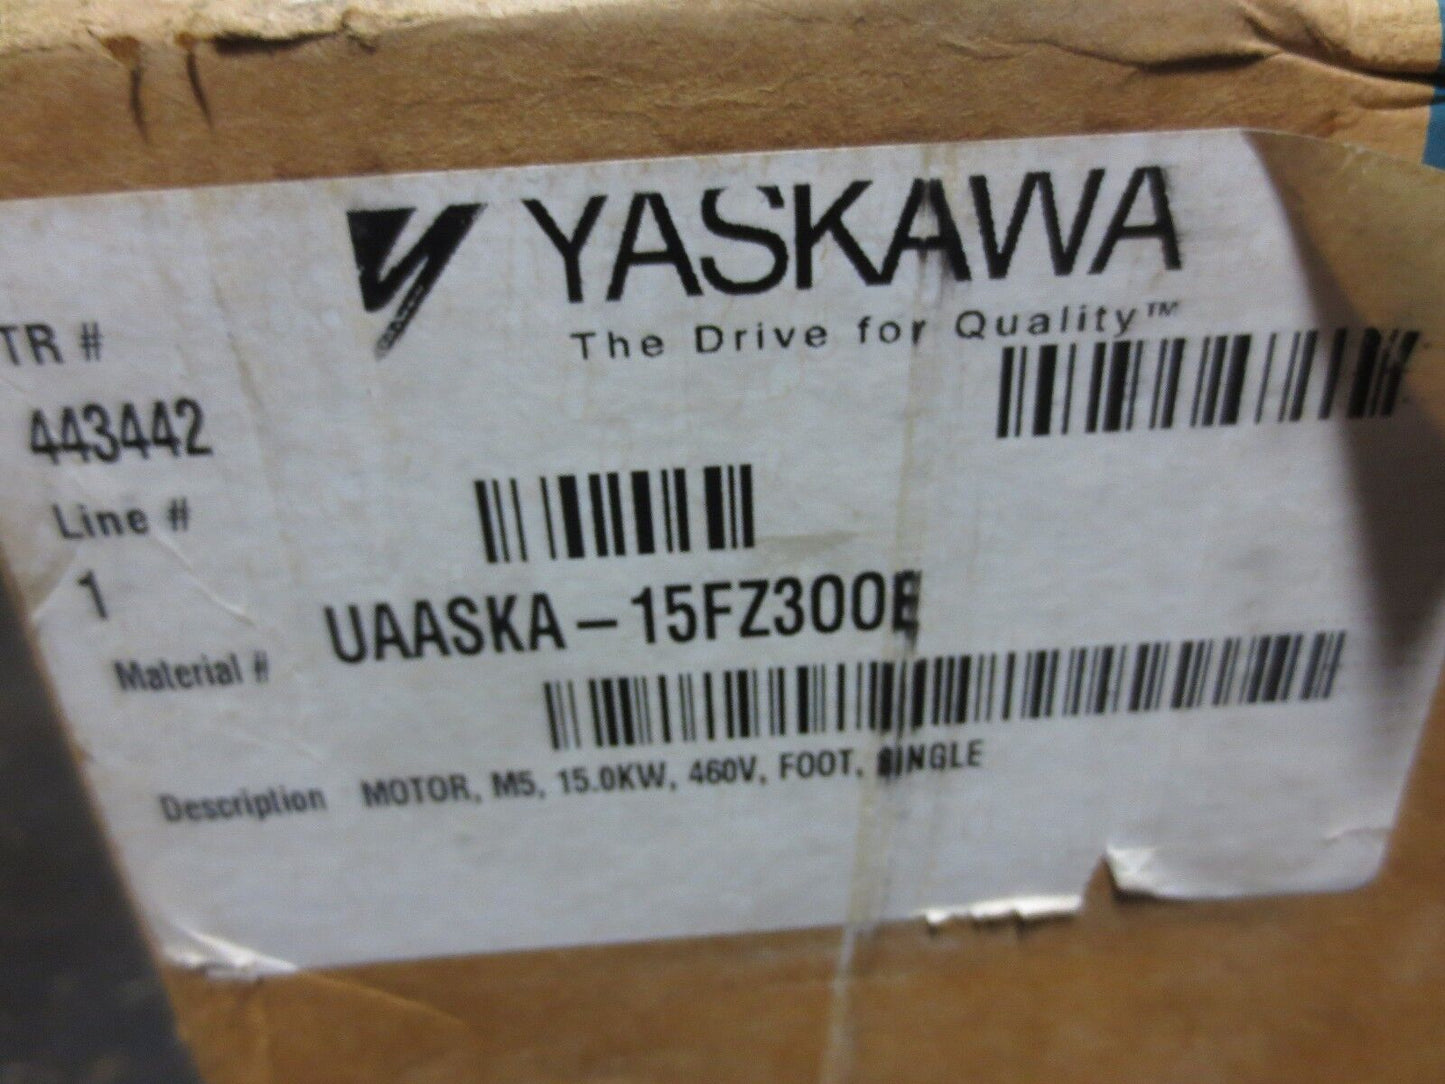 YASKAWA
The Drive for Quality™
TR #
443442
Line #
1
Material # UAASKA-15FZ300E
Description MOTOR, M5, 15.0KW, 460V, FOOT, SINGLE